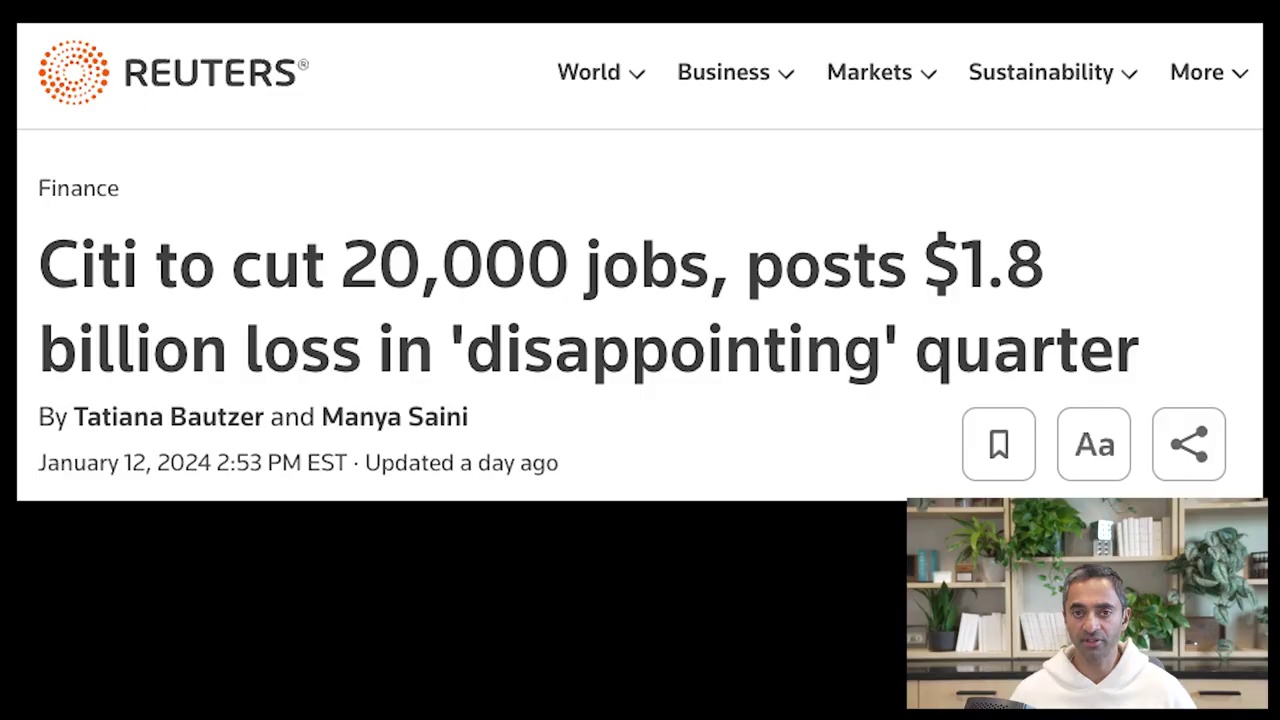 REUTERS®
World Business Markets Sustainability More
Finance
Citi to cut 20,000 jobs, posts $1.8
billion loss in 'disappointing' quarter
By Tatiana Bautzer and Manya Saini
January 12, 2024 2:53 PM EST · Updated a day ago
Aa